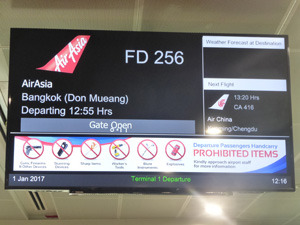 AirAsia
FD 256
AirAsia
Bangkok (Don Mueang)
Departing 12:55 Hrs
Gate Open
Weather Forecast at Destination
Next Flight
13:20 Hrs
CA 416
Air China
/Chengdu
Departure Passengers Handcarry
PROHIBITED ITEMS
Kindly approach airport staff
for more information.
1 Jan 2017
Terminal 1 Departure
12:16